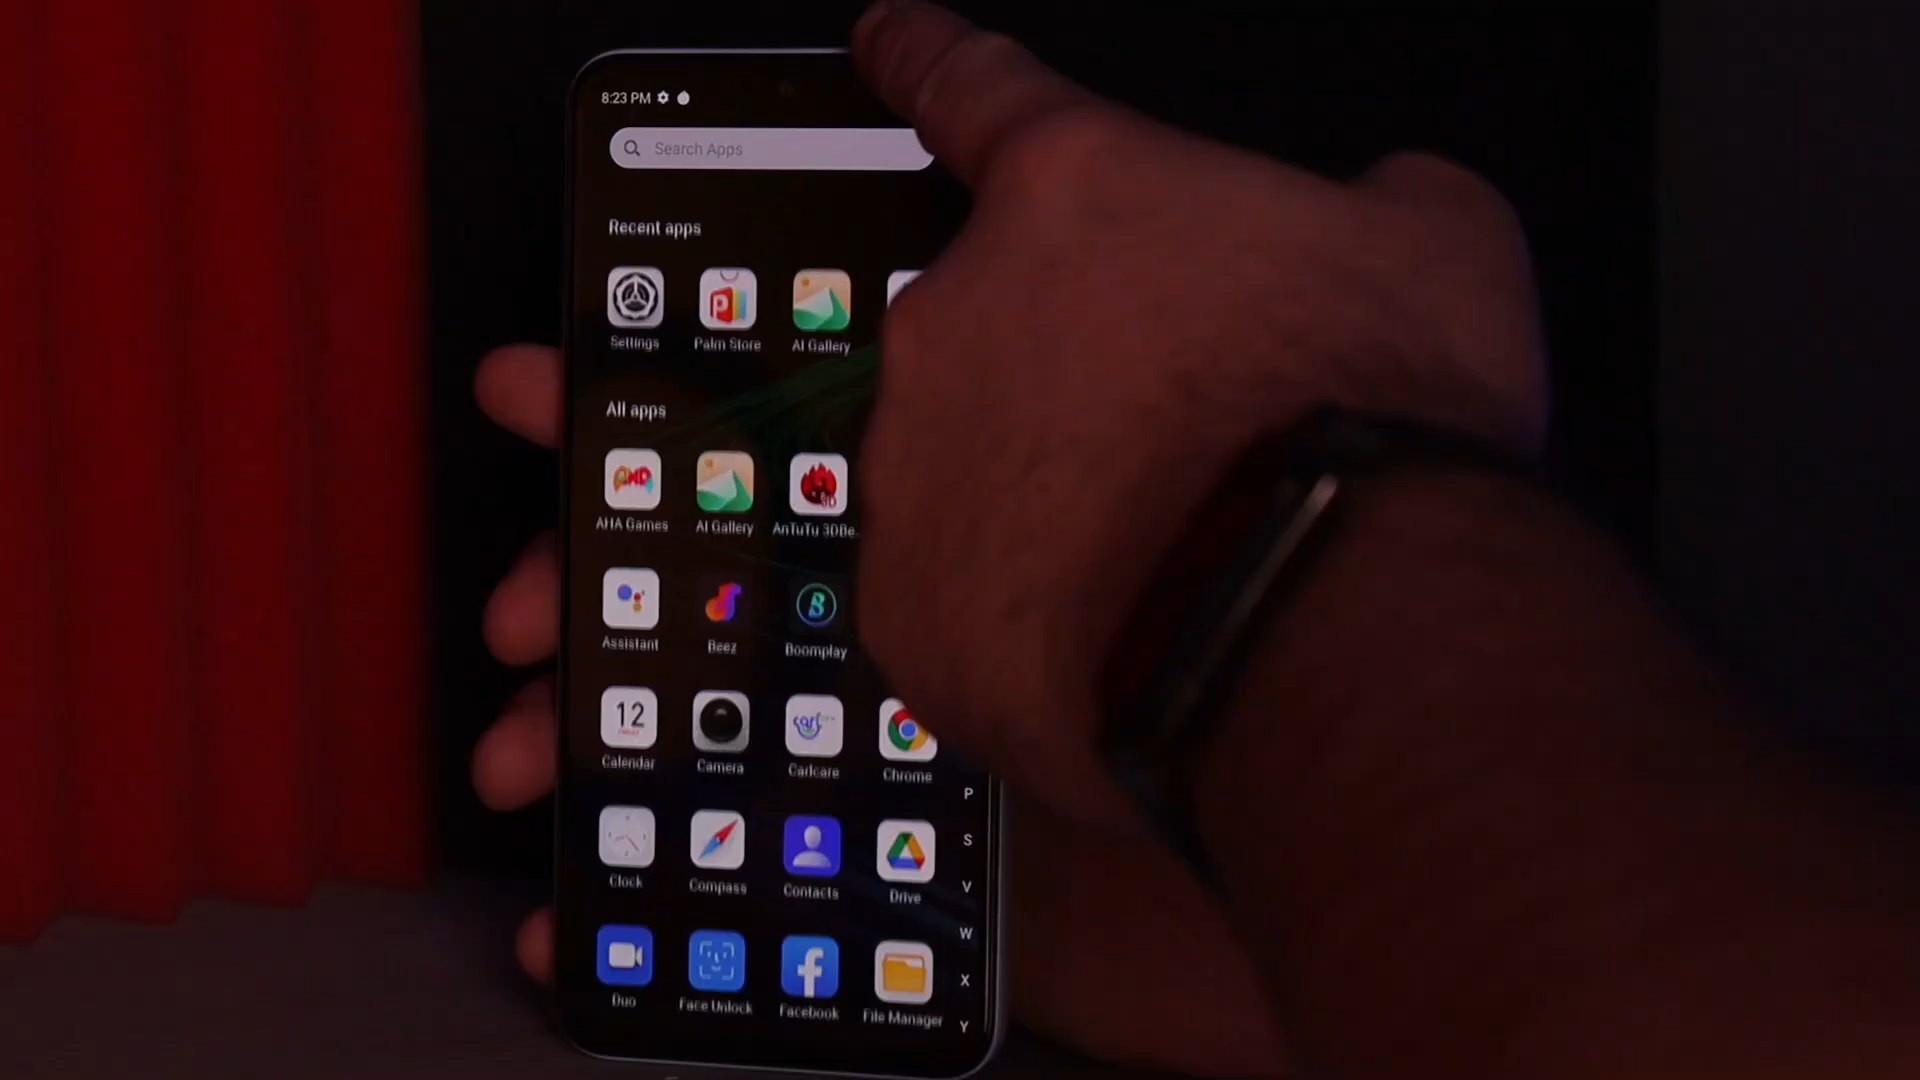 8:23 PM
Search Apps
Recent apps
Settings
Palm Store
AI Gallery
All apps
AHA Games
AI Gallery
AnTuTu 3DBe..
Assistant
Beez
Boomplay
12
Calendar
Camera
Carlcare
Chrome
P
S
Clock
Compass
Contacts
Drive
V
W
Duo
Face Unlock
Facebook
File Manager
X
Y